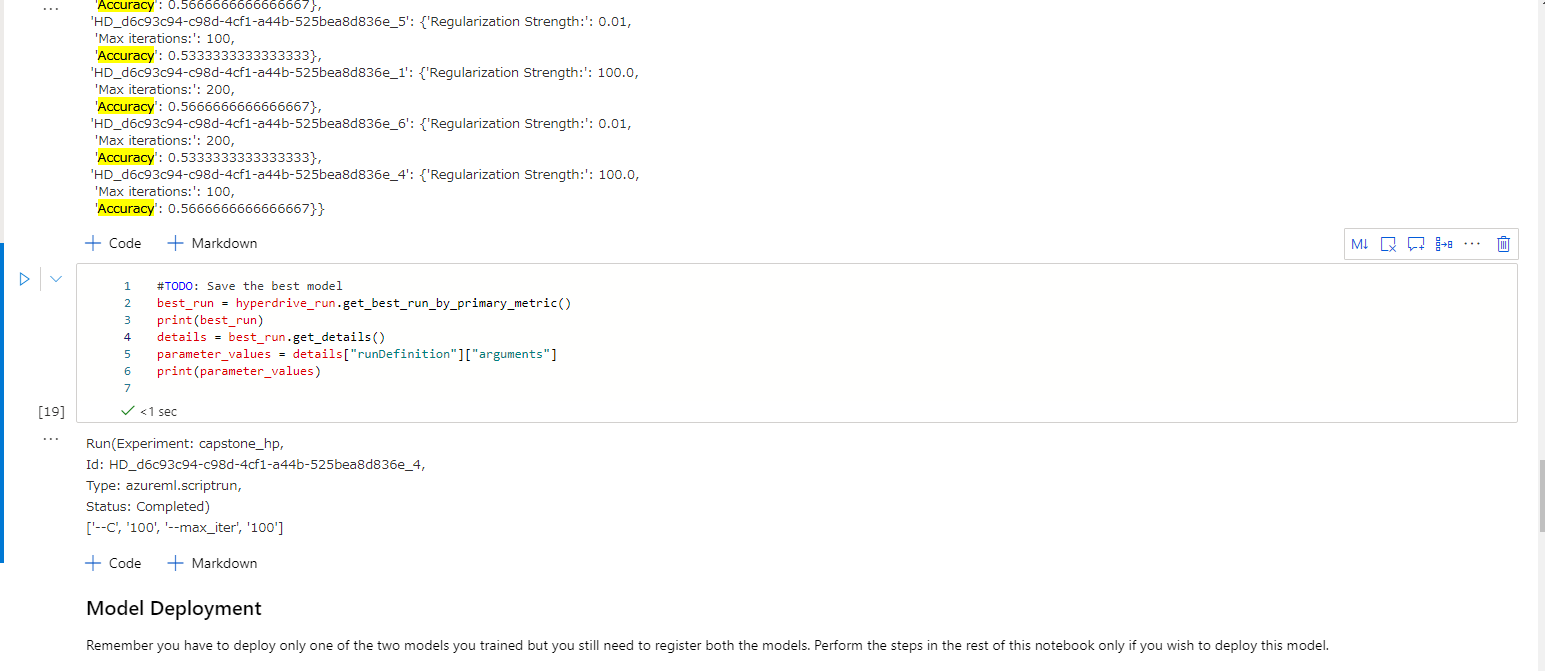 ...
'Accuracy': 0.5666666666666667},
'HD_d6c93c94-c98d-4cf1-a44b-525bea8d836e_5': {'Regularization Strength:': 0.01,
'Max iterations:': 100,
'Accuracy': 0.5333333333333333},
'HD_d6c93c94-c98d-4cf1-a44b-525bea8d836e_1': {'Regularization Strength:': 100.0,
'Max iterations:': 200,
'Accuracy': 0.5666666666666667},
'HD_d6c93c94-c98d-4cf1-a44b-525bea8d836e_6': {'Regularization Strength:': 0.01,
'Max iterations:': 200,
'Accuracy': 0.5333333333333333},
'HD_d6c93c94-c98d-4cf1-a44b-525bea8d836e_4': {'Regularization Strength:': 100.0,
'Max iterations:': 100,
'Accuracy': 0.5666666666666667}}
+ Code + Markdown
M↓ ...
1 #TODO: Save the best model
2 best_run = hyperdrive_run.get_best_run_by_primary_metric()
3 print(best_run)
4 details = best_run.get_details()
5 parameter_values = details["runDefinition"]["arguments"]
6 print(parameter_values)
7
[19] <1 sec
...
Run(Experiment: capstone_hp,
Id: HD_d6c93c94-c98d-4cf1-a44b-525bea8d836e_4,
Type: azureml.scriptrun,
Status: Completed)
['--C', '100', '--max_iter', '100']
+ Code + Markdown
Model Deployment
Remember you have to deploy only one of the two models you trained but you still need to register both the models. Perform the steps in the rest of this notebook only if you wish to deploy this model.